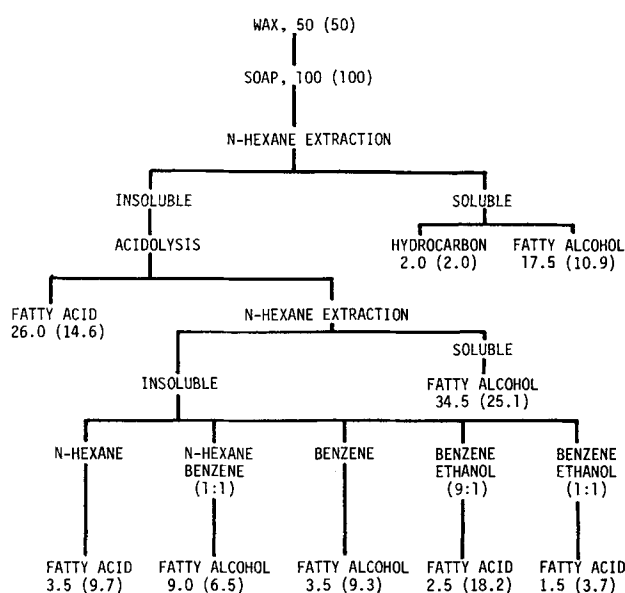 WAX, 50 (50)
SOAP, 100 (100)
N-HEXANE EXTRACTION
INSOLUBLE
SOLUBLE
ACIDOLYSIS
HYDROCARBON
2.0 (2.0)
FATTY ALCOHOL
17.5 (10.9)
FATTY ACID
26.0 (14.6)
N-HEXANE EXTRACTION
INSOLUBLE
SOLUBLE
FATTY ALCOHOL
34.5 (25.1)
N-HEXANE
N-HEXANE
BENZENE
(1:1)
BENZENE
BENZENE
ETHANOL
(9:1)
BENZENE
ETHANOL
(1:1)
FATTY ACID
3.5 (9.7)
FATTY ALCOHOL
9.0 (6.5)
FATTY ALCOHOL
3.5 (9.3)
FATTY ACID
2.5 (18.2)
FATTY ACID
1.5 (3.7)